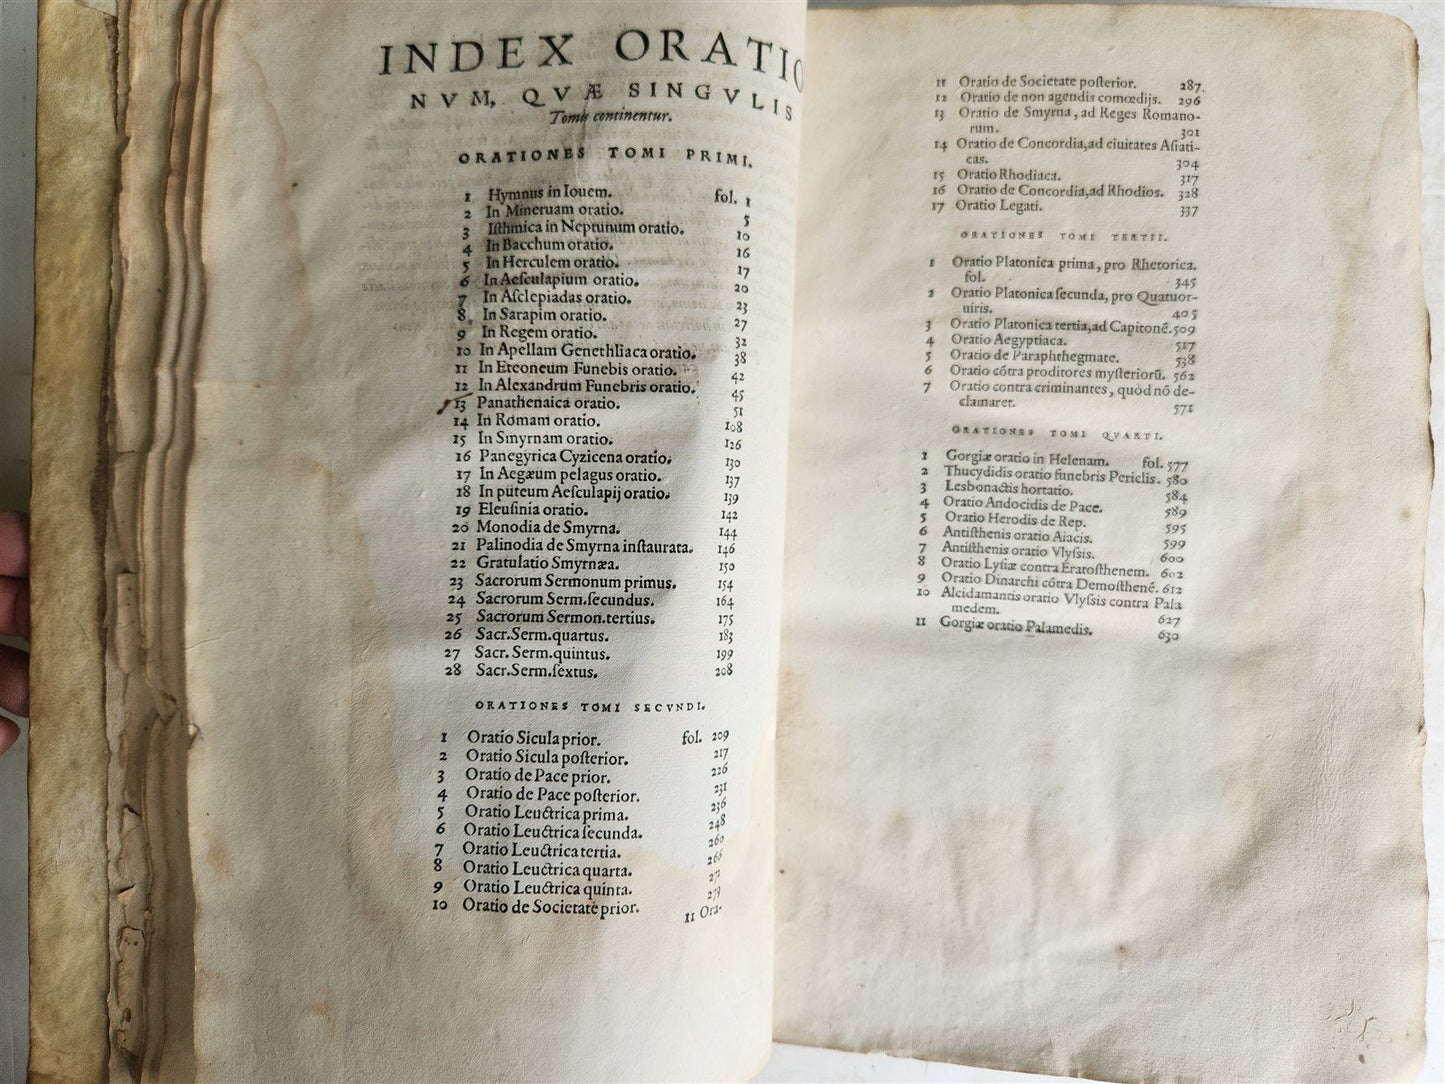 INDEX ORATIO
NVM, QVÆ SINGVLIS
Tomis continentur.
ORATIONES TOMI PRIMI.
1 Hymnus in Iouem. fol. 1
2 In Mineruam oratio. 5
3 Iſthmica in Neptunum oratio. 10
4 In Bacchum oratio. 16
5 In Herculem oratio. 17
6 In Aeſculapium oratio. 20
7 In Aſclepiadas oratio. 23
8 In Sarapim oratio. 27
9 In Regem oratio. 32
10 In Apellam Genethliaca oratio. 38
11 In Eteoneum Funebis oratio. 42
12 In Alexandrum Funebris oratio. 45
13 Panathenaica oratio. 51
14 In Romam oratio. 108
15 In Smyrnam oratio. 126
16 Panegyrica Cyzicena oratio. 130
17 In Aegæum pelagus oratio. 137
18 In puteum Aeſculapij oratio. 139
19 Eleuſinia oratio. 142
20 Monodia de Smyrna. 144
21 Palinodia de Smyrna inſtaurata. 146
22 Gratulatio Smyrnæa. 150
23 Sacrorum Sermonum primus. 154
24 Sacrorum Serm.ſecundus. 164
25 Sacrorum Sermon.tertius. 175
26 Sacr.Serm.quartus. 183
27 Sacr. Serm.quintus. 199
28 Sacr.Serm.ſextus. 208
ORATIONES TOMI SECVNDI.
1 Oratio Sicula prior. fol. 209
2 Oratio Sicula poſterior. 217
3 Oratio de Pace prior. 226
4 Oratio de Pace poſterior. 231
5 Oratio Leuctrica prima. 236
6 Oratio Leuctrica ſecunda. 248
7 Oratio Leuctrica tertia. 260
8 Oratio Leuctrica quarta. 266
9 Oratio Leuctrica quinta. 272
10 Oratio de Societate prior. 279
11 Ora-
11 Oratio de Societate poſterior. 287.
12 Oratio de non agendis comœdijs. 296
13 Oratio de Smyrna, ad Reges Romano-
rum. 301
14 Oratio de Concordia,ad ciuitates Aſiati-
cas. 304
15 Oratio Rhodiaca. 317
16 Oratio de Concordia,ad Rhodios. 328
17 Oratio Legati. 337
ORATIONES TOMI TERTII.
1 Oratio Platonica prima, pro Rhetorica.
fol. 345
2 Oratio Platonica ſecunda, pro Quatuor-
uiris. 405
3 Oratio Platonica tertia,ad Capitonē. 509
4 Oratio Aegyptiaca. 517
5 Oratio de Paraphthegmate. 538
6 Oratio cōtra proditores myſteriorū. 562
7 Oratio contra criminantes, quòd nō de-
clamaret. 571
ORATIONES TOMI QVARTI.
1 Gorgiæ oratio in Helenam. fol. 577
2 Thucydidis oratio funebris Periclis. 580
3 Lesbonactis hortatio. 584
4 Oratio Andocidis de Pace. 589
5 Oratio Herodis de Rep. 595
6 Antiſthenis oratio Aiacis. 599
7 Antiſthenis oratio Vlyſsis. 600
8 Oratio Lyſiæ contra Eratoſthenem. 602
9 Oratio Dinarchi cōtra Demoſthenē. 612
10 Alcidamantis oratio Vlyſsis contra Pala
medem. 627
11 Gorgiæ oratio Palamedis. 630